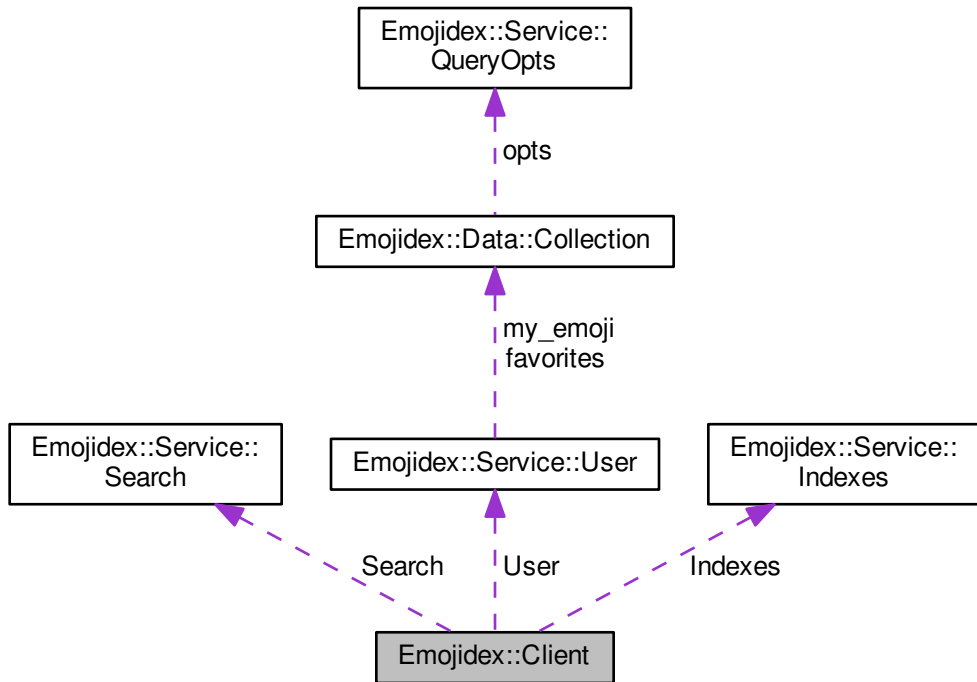 Emojidex::Service::
QueryOpts
opts
Emojidex::Data::Collection
my_emoji
favorites
Emojidex::Service::
Search
Emojidex::Service::User
Emojidex::Service::
Indexes
Search
User
Indexes
Emojidex::Client